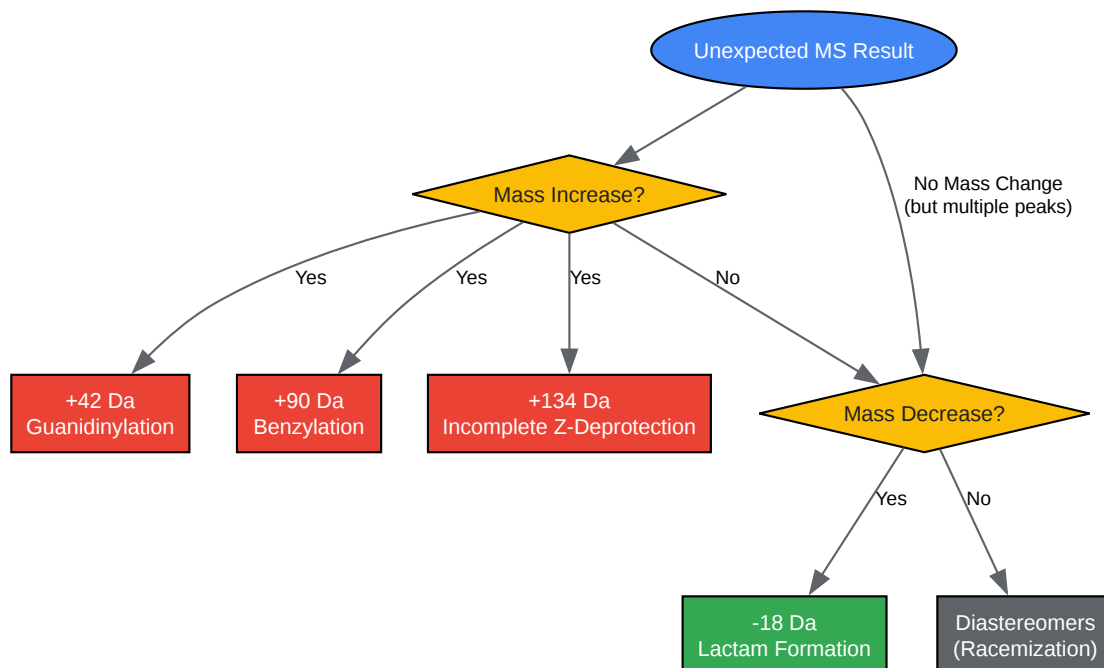 Unexpected MS Result
Mass Increase?
No Mass Change
(but multiple peaks)
Yes
Yes
Yes
No
+42 Da
Guanidinylation
+90 Da
Benzylation
+134 Da
Incomplete Z-Deprotection
Mass Decrease?
Yes
No
-18 Da
Lactam Formation
Diastereomers
(Racemization)